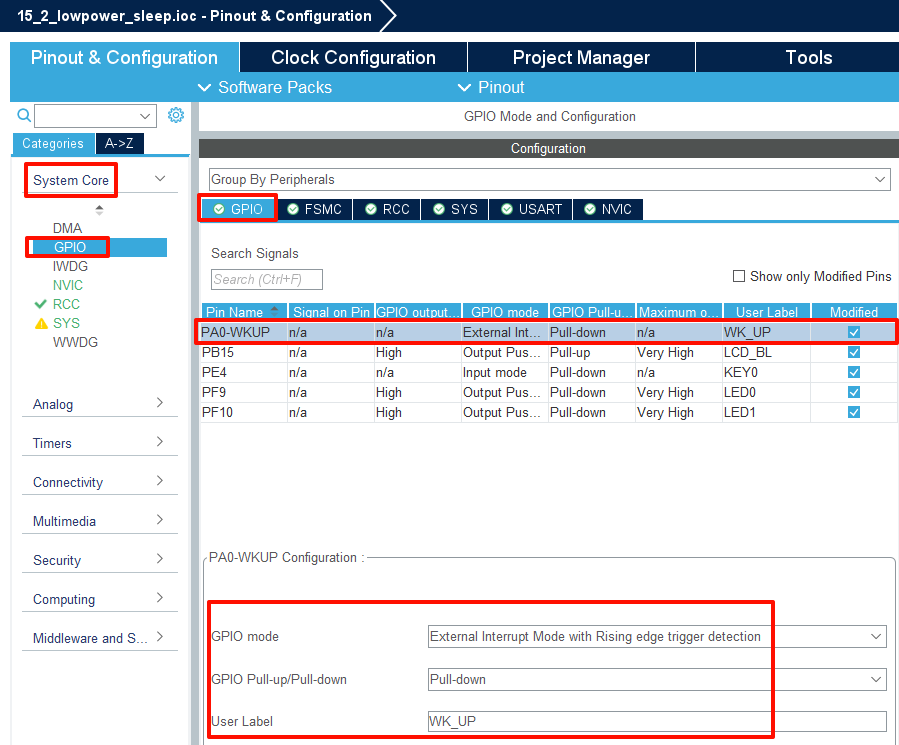 15_2_lowpower_sleep.ioc - Pinout & Configuration
Pinout & Configuration Clock Configuration Project Manager Tools
Software Packs Pinout
GPIO Mode and Configuration
Categories A->Z
Configuration
System Core
Group By Peripherals
GPIO FSMC RCC SYS USART NVIC
DMA
GPIO
IWDG
NVIC
RCC
SYS
WWDG
Analog
Timers
Connectivity
Multimedia
Security
Computing
Middleware and S...
Search Signals
Search (Ctrl+F)
Show only Modified Pins
Pin Name Signal on Pin GPIO output... GPIO mode GPIO Pull-u... Maximum o... User Label Modified
PA0-WKUP n/a n/a External Int... Pull-down n/a WK_UP
PB15 n/a High Output Pus... Pull-up Very High LCD_BL
PE4 n/a n/a Input mode Pull-down n/a KEY0
PF9 n/a High Output Pus... Pull-down Very High LED0
PF10 n/a High Output Pus... Pull-down Very High LED1
PA0-WKUP Configuration :
GPIO mode External Interrupt Mode with Rising edge trigger detection
GPIO Pull-up/Pull-down Pull-down
User Label WK_UP